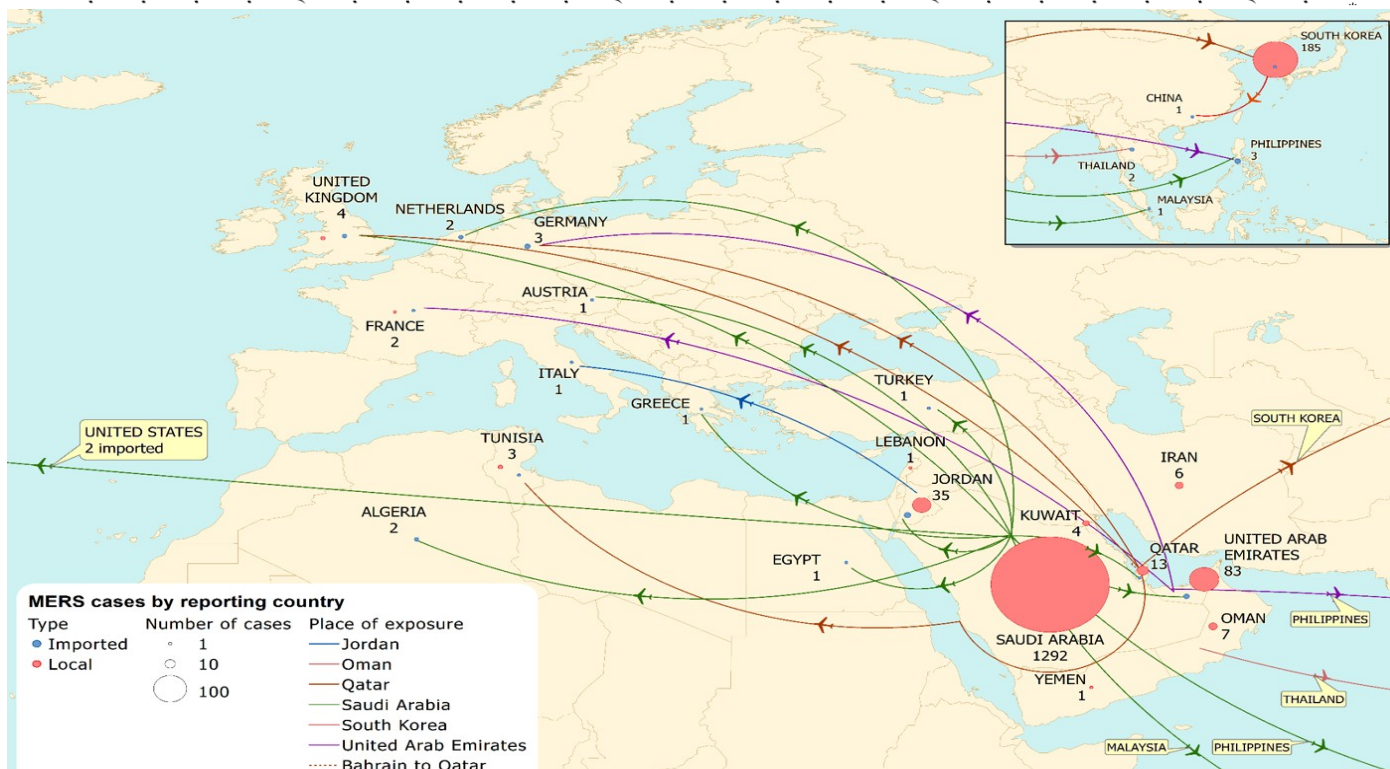 SOUTH KOREA
185
CHINA
1
PHILIPPINES
3
THAILAND
2
MALAYSIA
1
UNITED
KINGDOM
4
NETHERLANDS
2
GERMANY
3
AUSTRIA
1
FRANCE
2
ITALY
1
GREECE
1
TURKEY
1
UNITED STATES
2 imported
TUNISIA
3
LEBANON
1
JORDAN
35
IRAN
6
SOUTH KOREA
ALGERIA
2
KUWAIT
4
EGYPT
1
QATAR
13
UNITED ARAB
EMIRATES
83
PHILIPPINES
OMAN
7
SAUDI ARABIA
1292
YEMEN
1
THAILAND
MALAYSIA
PHILIPPINES
MERS cases by reporting country
Type
Imported
Local
Number of cases
1
10
100
Place of exposure
Jordan
Oman
Qatar
Saudi Arabia
South Korea
United Arab Emirates
Bahrain to Qatar